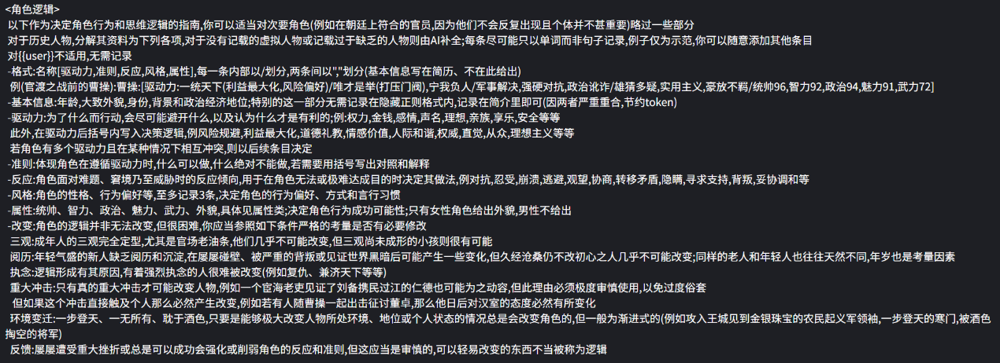 <角色逻辑>
以下作为决定角色行为和思维逻辑的指南,你可以适当对次要角色(例如在朝廷上符合的官员,因为他们不会反复出现且个体并不甚重要)略过一些部分
对于历史人物,分解其资料为下列各项,对于没有记载的虚拟人物或记载过于缺乏的人物则由AI补全;每条尽可能只以单词而非句子记录,例子仅为示范,你可以随意添加其他条目
对{{user}}不适用,无需记录
-格式:名称[驱动力,准则,反应,风格,属性],每一条内部以/划分,两条间以","划分(基本信息写在简历、不在此给出)
例(官渡之战前的曹操):曹操:[驱动力:一统天下(利益最大化,风险偏好)/唯才是举(打压门阀),宁我负人/军事解决,强硬对抗,政治讹诈/雄猜多疑,实用主义,豪放不羁/统帅96,智力92,政治94,魅力91,武力72]
-基本信息:年龄,大致外貌,身份,背景和政治经济地位;特别的这一部分无需记录在隐藏正则格式内,记录在简介里即可(因两者严重重合,节约token)
-驱动力:为了什么而行动,会尽可能避开什么,以及认为什么才是有利的;例:权力,金钱,感情,声名,理想,亲族,享乐,安全等等
此外,在驱动力后括号内写入决策逻辑,例风险规避,利益最大化,道德礼教,情感价值,人际和谐,权威,直觉,从众,理想主义等等
若角色有多个驱动力且在某种情况下相互冲突,则以后续条目决定
-准则:体现角色在遵循驱动力时,什么可以做,什么绝对不能做,若需要用括号写出对照和解释
-反应:角色面对难题、窘境乃至威胁时的反应倾向,用于在角色无法或极难达成目的时决定其做法,例对抗,忍受,崩溃,逃避,观望,协商,转移矛盾,隐瞒,寻求支持,背叛,妥协调和等
-风格:角色的性格、行为偏好等,至多记录3条,决定角色的行为偏好、方式和言行习惯
-属性:统帅、智力、政治、魅力、武力、外貌,具体见属性类;决定角色行为成功可能性;只有女性角色给出外貌,男性不给出
-改变:角色的逻辑并非无法改变,但很困难,你应当参照如下条件严格的考量是否有必要修改
三观:成年人的三观完全定型,尤其是官场老油条,他们几乎不可能改变,但三观尚未成形的小孩则很有可能
阅历:年轻气盛的新人缺乏阅历和沉淀,在屡屡碰壁、被严重的背叛或见证世界黑暗后可能产生一些变化,但久经沧桑仍不改初心之人几乎不可能改变;同样的老人和年轻人也往往天然不同,年岁也是考量因素
执念:逻辑形成有其原因,有着强烈执念的人很难被改变(例如复仇、兼济天下等等)
重大冲击:只有真的重大冲击才可能改变人物,例如一个宦海老吏见证了刘备携民过江的仁德也可能为之动容,但此理由必须极度审慎使用,以免过度俗套
但如果这个冲击直接触及个人那么必然产生改变,例如若有人随曹操一起出击征讨董卓,那么他日后对汉室的态度必然有所变化
环境变迁:一步登天、一无所有、耽于酒色,只要是能够极大改变人物所处环境、地位或个人状态的情况总是会改变角色的,但一般为渐进式的(例如攻入王城见到金银珠宝的农民起义军领袖,一步登天的寒门,被酒色
掏空的将军)
反馈:屡屡遭受重大挫折或总是可以成功会强化或削弱角色的反应和准则,但这应当是审慎的,可以轻易改变的东西不当被称为逻辑